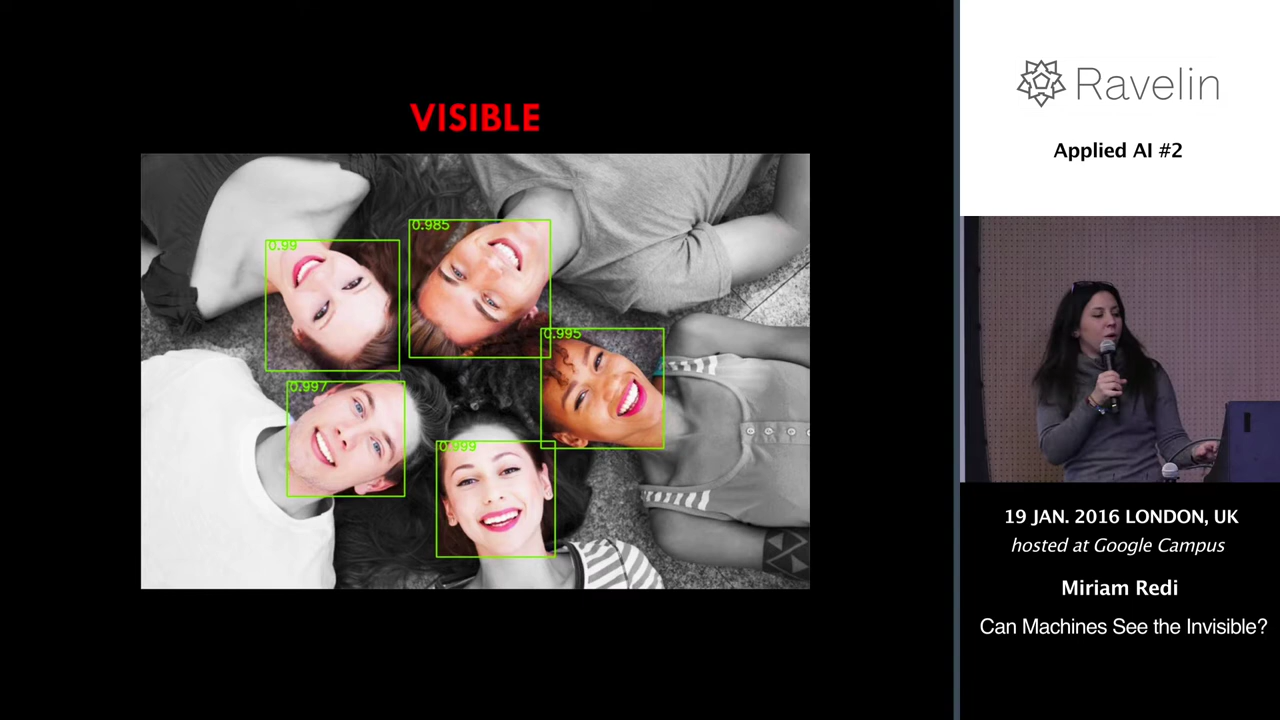 VISIBLE
0.99
0.985
0.995
0.997
0.999
Ravelin
Applied AI #2
19 JAN. 2016 LONDON, UK
hosted at Google Campus
Miriam Redi
Can Machines See the Invisible?